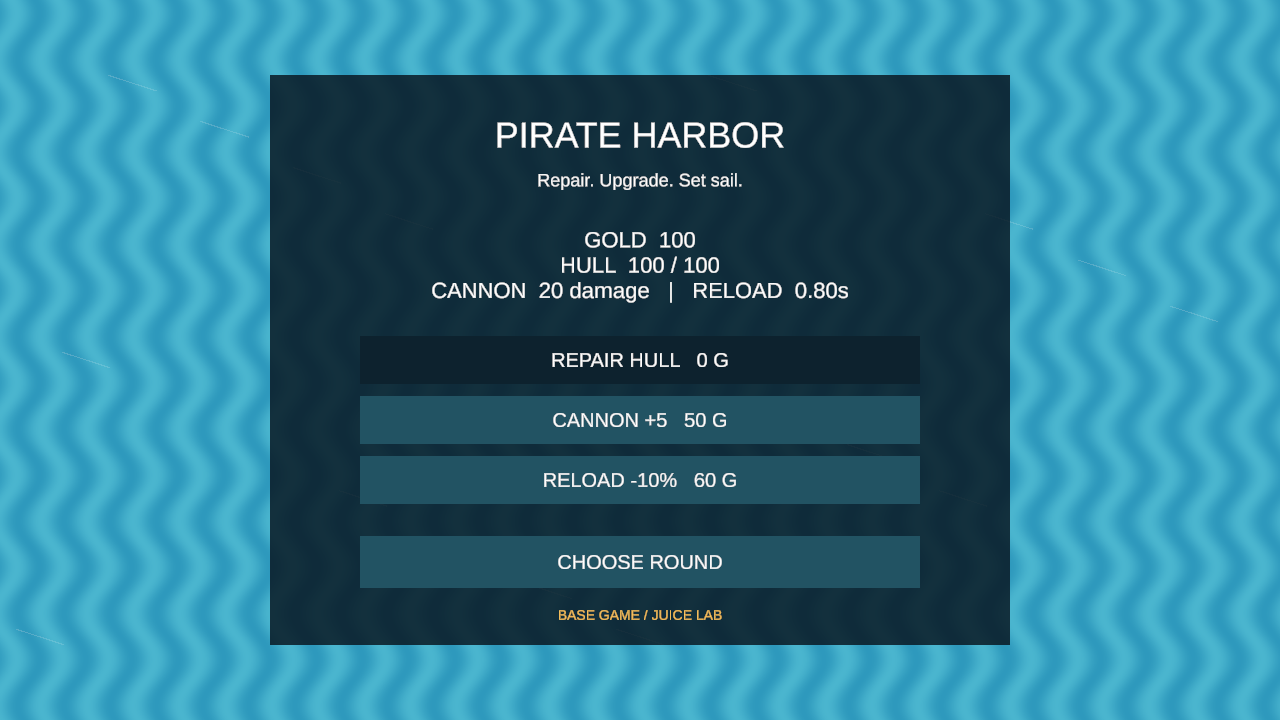 PIRATE HARBOR
Repair. Upgrade. Set sail.
GOLD 100
HULL 100 / 100
CANNON 20 damage | RELOAD 0.80s
REPAIR HULL 0 G
CANNON +5 50 G
RELOAD -10% 60 G
CHOOSE ROUND
BASE GAME / JUICE LAB